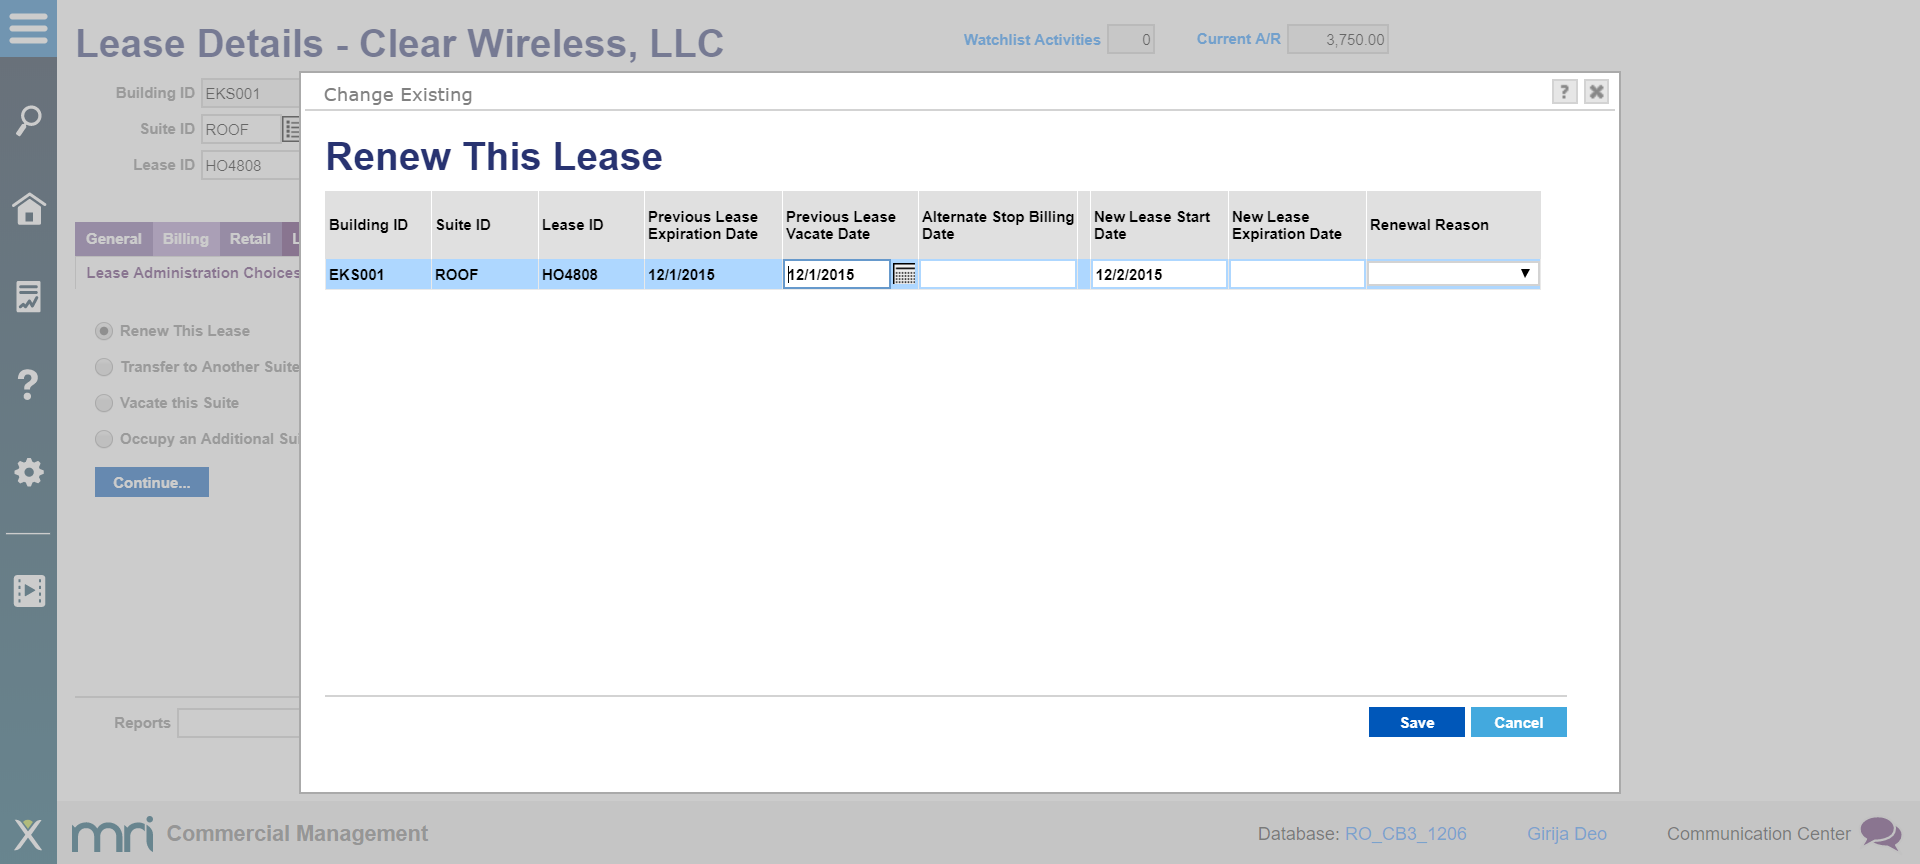 Lease Details - Clear Wireless, LLC
Watchlist Activities 0
Current A/R 3,750.00
Building ID EKS001
Suite ID ROOF
Lease ID HO4808
General Billing Retail L
Lease Administration Choices
Renew This Lease
Transfer to Another Suite
Vacate this Suite
Occupy an Additional Sui
Continue...
Reports
Change Existing
?
Renew This Lease
Building ID Suite ID Lease ID Previous Lease Expiration Date Previous Lease Vacate Date Alternate Stop Billing Date New Lease Start Date New Lease Expiration Date Renewal Reason
EKS001 ROOF HO4808 12/1/2015 12/1/2015 12/2/2015
Save Cancel
mri Commercial Management
Database: RO_CB3_1206
Girija Deo
Communication Center